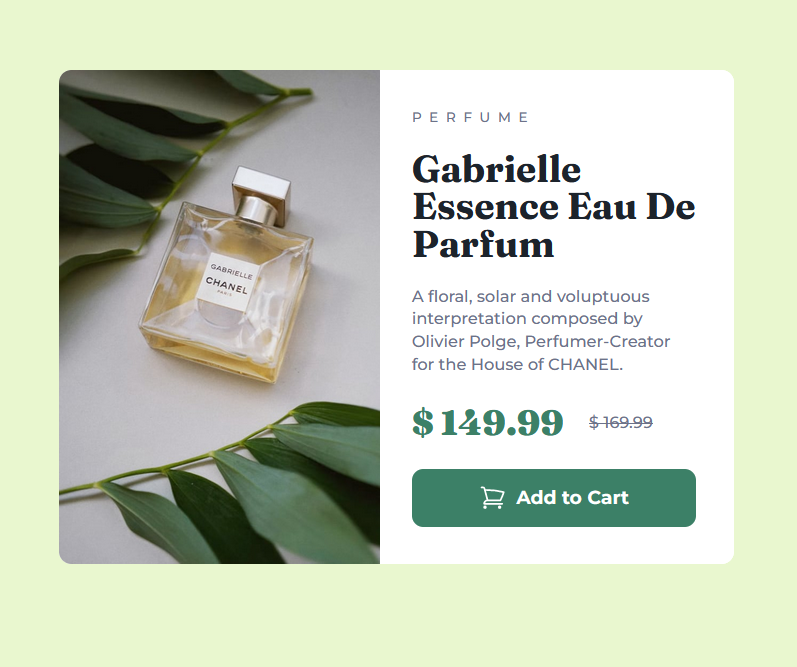 GABRIELLE
CHANEL
PARIS
PERFUME
Gabrielle
Essence Eau De
Parfum
A floral, solar and voluptuous
interpretation composed by
Olivier Polge, Perfumer-Creator
for the House of CHANEL.
$ 149.99 $ 169.99
Add to Cart